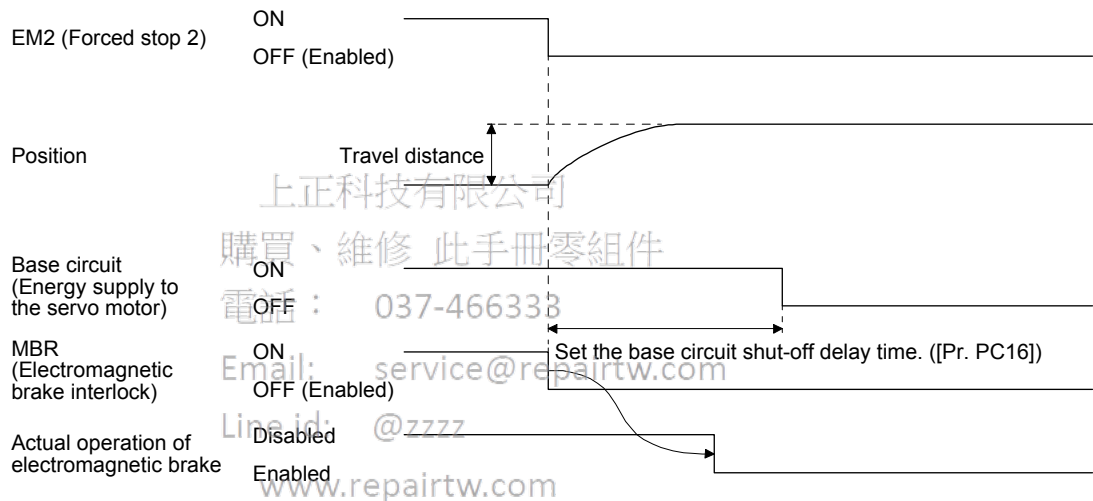 EM2 (Forced stop 2)
ON
OFF (Enabled)
Position
Travel distance
上正科技有限公司
購買、維修 此手冊零組件
Base circuit
(Energy supply to
the servo motor)
ON
OFF
電話： 037-466333
Set the base circuit shut-off delay time. ([Pr. PC16])
MBR
(Electromagnetic
brake interlock)
ON
OFF (Enabled)
Email: service@repairtw.com
Line id: @zzzz
Actual operation of
electromagnetic brake
Disabled
Enabled
www.repairtw.com